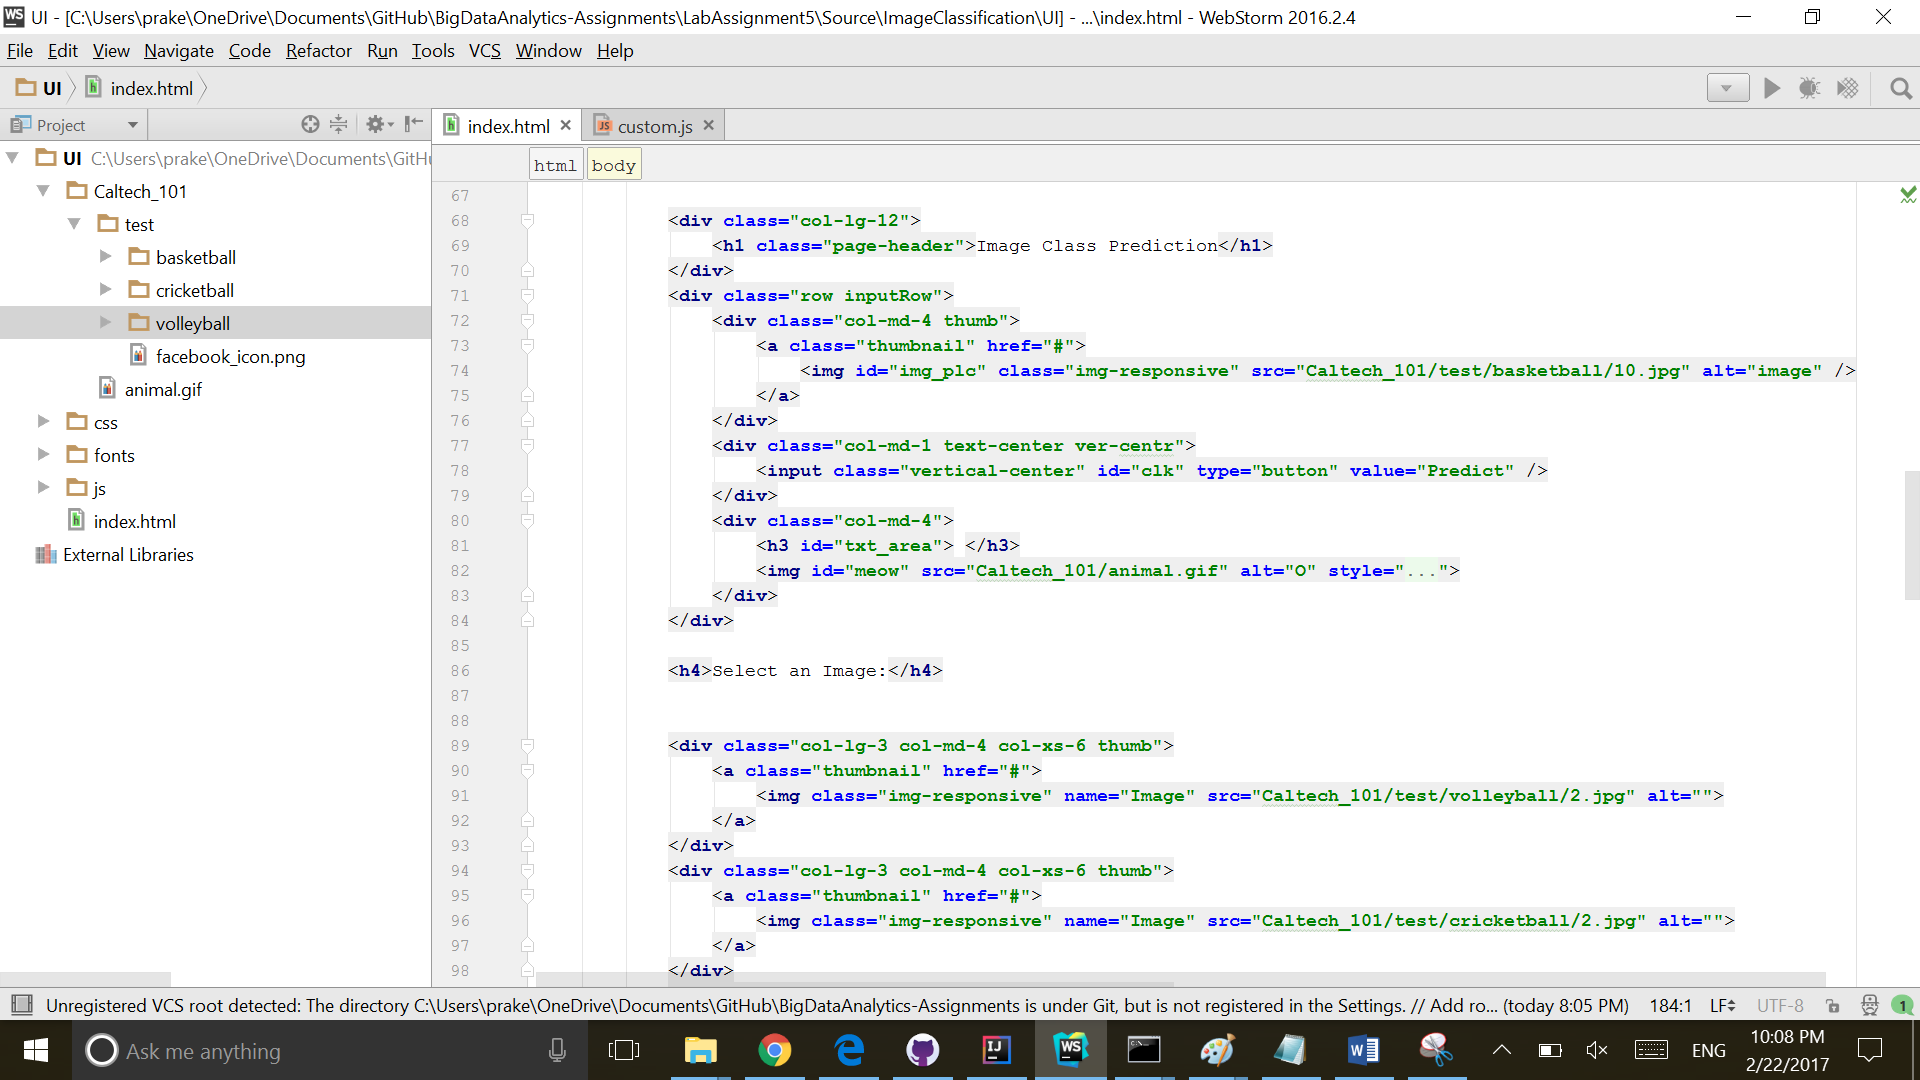 WS UI - [C:\Users\prake\OneDrive\Documents\GitHub\BigDataAnalytics-Assignments\LabAssignment5\Source\ImageClassification\UI] - ...\index.html - WebStorm 2016.2.4
File Edit View Navigate Code Refactor Run Tools VCS Window Help
UI index.html
Project
index.html custom.js
html body
UI C:\Users\prake\OneDrive\Documents\GitH
Caltech_101
test
basketball
cricketball
volleyball
facebook_icon.png
animal.gif
css
fonts
js
index.html
External Libraries
67
68 <div class="col-lg-12">
69 <h1 class="page-header">Image Class Prediction</h1>
70 </div>
71 <div class="row inputRow">
72 <div class="col-md-4 thumb">
73 <a class="thumbnail" href="#">
74 <img id="img_plc" class="img-responsive" src="Caltech_101/test/basketball/10.jpg" alt="image" />
75 </a>
76 </div>
77 <div class="col-md-1 text-center ver-centr">
78 <input class="vertical-center" id="clk" type="button" value="Predict" />
79 </div>
80 <div class="col-md-4">
81 <h3 id="txt_area"> </h3>
82 <img id="meow" src="Caltech_101/animal.gif" alt="O" style="...">
83 </div>
84 </div>
85
86 <h4>Select an Image:</h4>
87
88
89 <div class="col-lg-3 col-md-4 col-xs-6 thumb">
90 <a class="thumbnail" href="#">
91 <img class="img-responsive" name="Image" src="Caltech_101/test/volleyball/2.jpg" alt="">
92 </a>
93 </div>
94 <div class="col-lg-3 col-md-4 col-xs-6 thumb">
95 <a class="thumbnail" href="#">
96 <img class="img-responsive" name="Image" src="Caltech_101/test/cricketball/2.jpg" alt="">
97 </a>
98 </div>
Unregistered VCS root detected: The directory C:\Users\prake\OneDrive\Documents\GitHub\BigDataAnalytics-Assignments is under Git, but is not registered in the Settings. // Add ro... (today 8:05 PM) 184:1 LF UTF-8 1
Ask me anything
IJ
WS
ENG
10:08 PM
2/22/2017